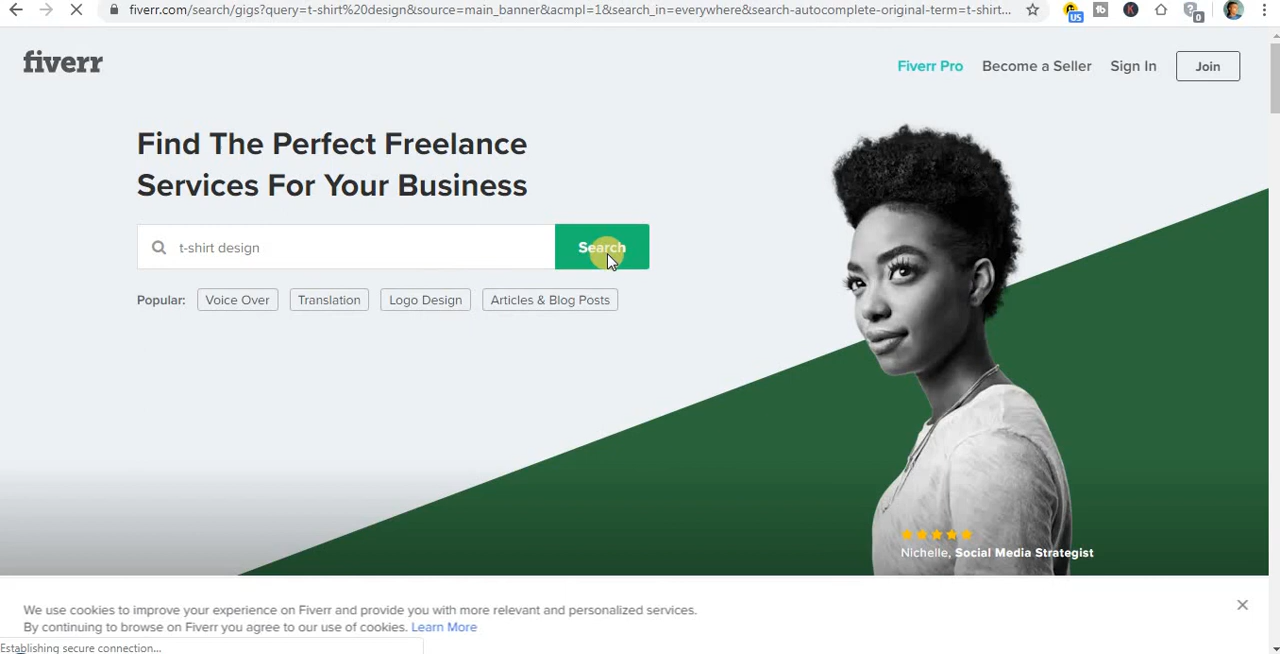 fiverr.com/search/gigs?query=t-shirt%20design&source=main_banner&acmpl=1&search_in=everywhere&search-autocomplete-original-term=t-shirt...
US
tb
K
0
fiverr
Fiverr Pro
Become a Seller
Sign In
Join
Find The Perfect Freelance
Services For Your Business
t-shirt design
Search
Popular:
Voice Over
Translation
Logo Design
Articles & Blog Posts
Nichelle, Social Media Strategist
We use cookies to improve your experience on Fiverr and provide you with more relevant and personalized services.
By continuing to browse on Fiverr you agree to our use of cookies. Learn More
Establishing secure connection...